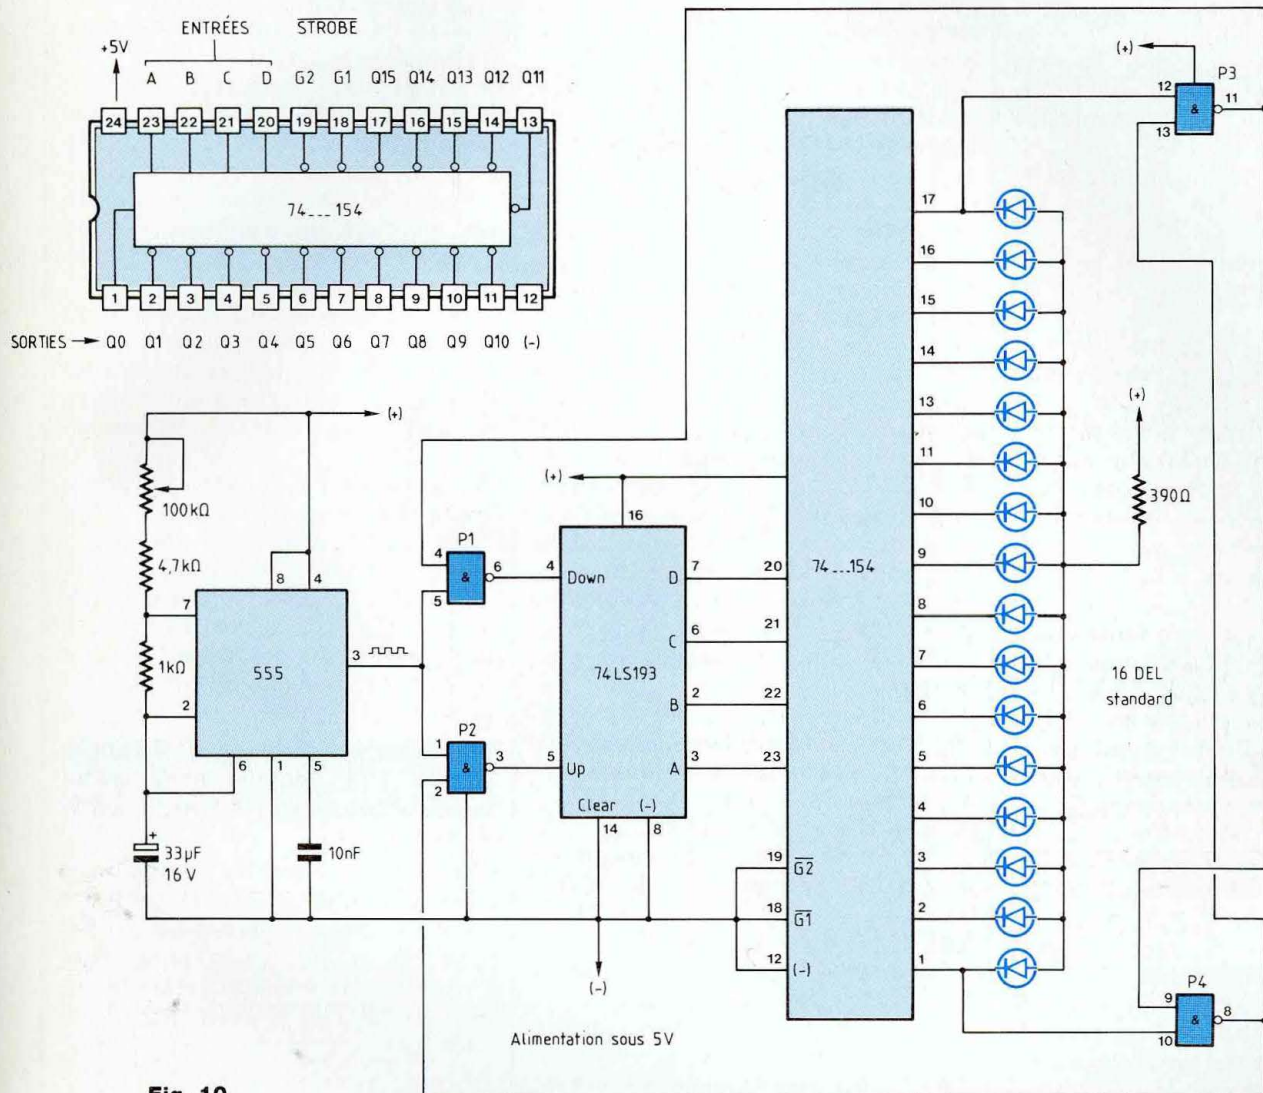 ENTRÉES
STROBE
+5V
A B C D G2 G1 Q15 Q14 Q13 Q12 Q11
24 23 22 21 20 19 18 17 16 15 14 13
74___154
1 2 3 4 5 6 7 8 9 10 11 12
SORTIES → Q0 Q1 Q2 Q3 Q4 Q5 Q6 Q7 Q8 Q9 Q10 (-)
(+)
100kΩ
4,7kΩ
1kΩ
33µF
16V
+
8 4
7
2
6 1 5
3
555
10nF
P1
4
5
&
6
P2
1
2
&
3
(+)
16
4 Down D 7
C 6
74LS193
B 2
5 Up A 3
Clear (-)
14 8
(-)
Alimentation sous 5V
74___154
20
21
22
23
19 G2
18 G1
12 (-)
17
16
15
14
13
11
10
9
8
7
6
5
4
3
2
1
(+)
390Ω
16 DEL
standard
(+)
P3
12
13
&
11
P4
9
10
&
8
Fig. 10